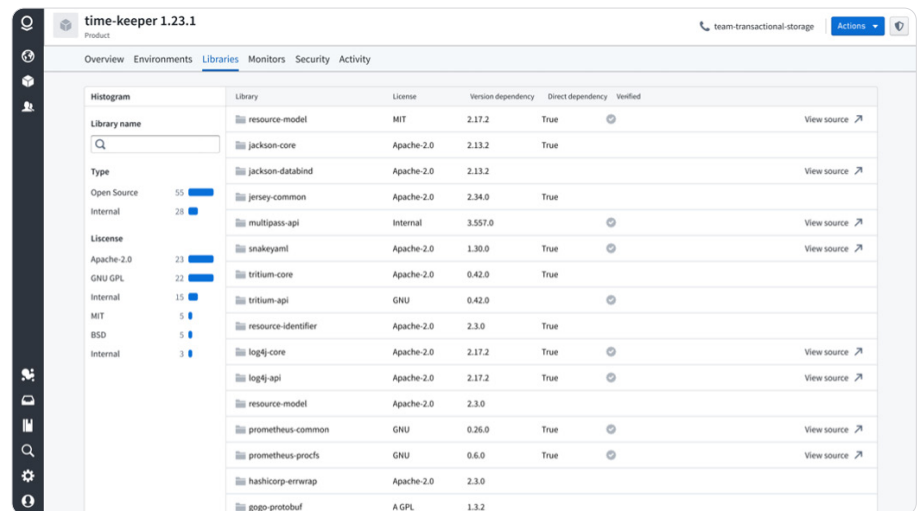 time-keeper 1.23.1
Product
team-transactional-storage
Actions
Overview Environments Libraries Monitors Security Activity
Histogram
Library name
Type
Open Source 55
Internal 28
Liscense
Apache-2.0 23
GNU GPL 22
Internal 15
MIT 5
BSD 5
Internal 3
Library License Version dependency Direct dependency Verified
resource-model MIT 2.17.2 True View source
jackson-core Apache-2.0 2.13.2 True
jackson-databind Apache-2.0 2.13.2 View source
jersey-common Apache-2.0 2.34.0 True
multipass-api Internal 3.557.0 View source
snakeyaml Apache-2.0 1.30.0 True View source
tritium-core Apache-2.0 0.42.0 True
tritium-api GNU 0.42.0
resource-identifier Apache-2.0 2.3.0 True
log4j-core Apache-2.0 2.17.2 True View source
log4j-api Apache-2.0 2.17.2 True View source
resource-model Apache-2.0 2.3.0
prometheus-common GNU 0.26.0 True View source
prometheus-procfs GNU 0.6.0 True View source
hashicorp-errwrap Apache-2.0 2.3.0
gogo-protobuf A GPL 1.3.2